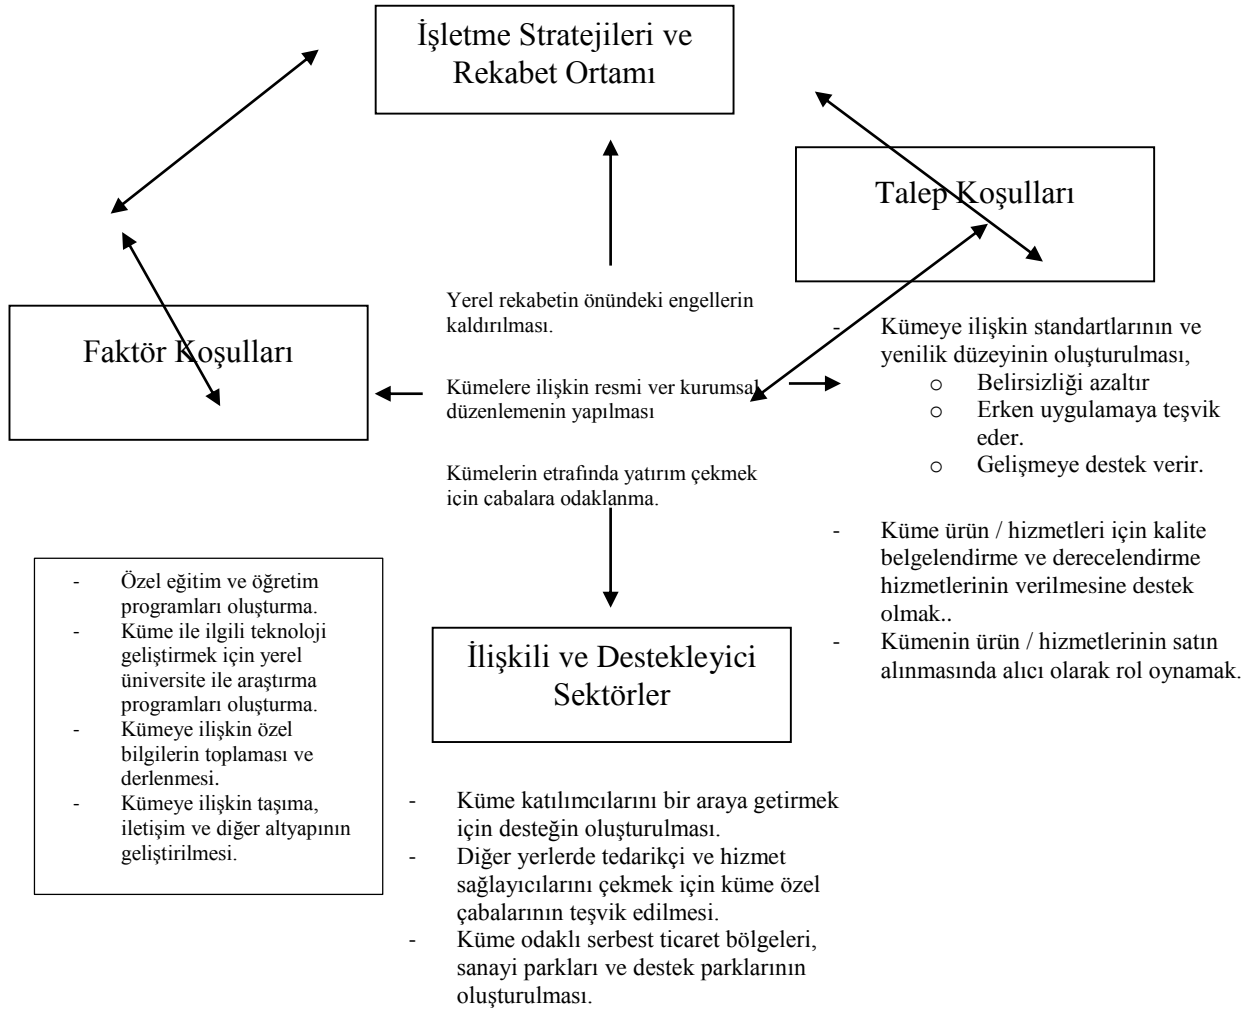 İşletme Stratejileri ve
Rekabet Ortamı
Talep Koşulları
Faktör Koşulları
Yerel rekabetin önündeki engellerin
kaldırılması.
Kümelere ilişkin resmi ver kurumsal
düzenlemenin yapılması
Kümelerin etrafında yatırım çekmek
için cabalara odaklanma.
- Kümeye ilişkin standartlarının ve
yenilik düzeyinin oluşturulması,
o Belirsizliği azaltır
o Erken uygulamaya teşvik
eder.
o Gelişmeye destek verir.
- Küme ürün / hizmetleri için kalite
belgelendirme ve derecelendirme
hizmetlerinin verilmesine destek
olmak..
- Kümenin ürün / hizmetlerinin satın
alınmasında alıcı olarak rol oynamak.
- Özel eğitim ve öğretim
programları oluşturma.
- Küme ile ilgili teknoloji
geliştirmek için yerel
üniversite ile araştırma
programları oluşturma.
- Kümeye ilişkin özel
bilgilerin toplaması ve
derlenmesi.
- Kümeye ilişkin taşıma,
iletişim ve diğer altyapının
geliştirilmesi.
İlişkili ve Destekleyici
Sektörler
- Küme katılımcılarını bir araya getirmek
için desteğin oluşturulması.
- Diğer yerlerde tedarikçi ve hizmet
sağlayıcılarını çekmek için küme özel
çabalarının teşvik edilmesi.
- Küme odaklı serbest ticaret bölgeleri,
sanayi parkları ve destek parklarının
oluşturulması.